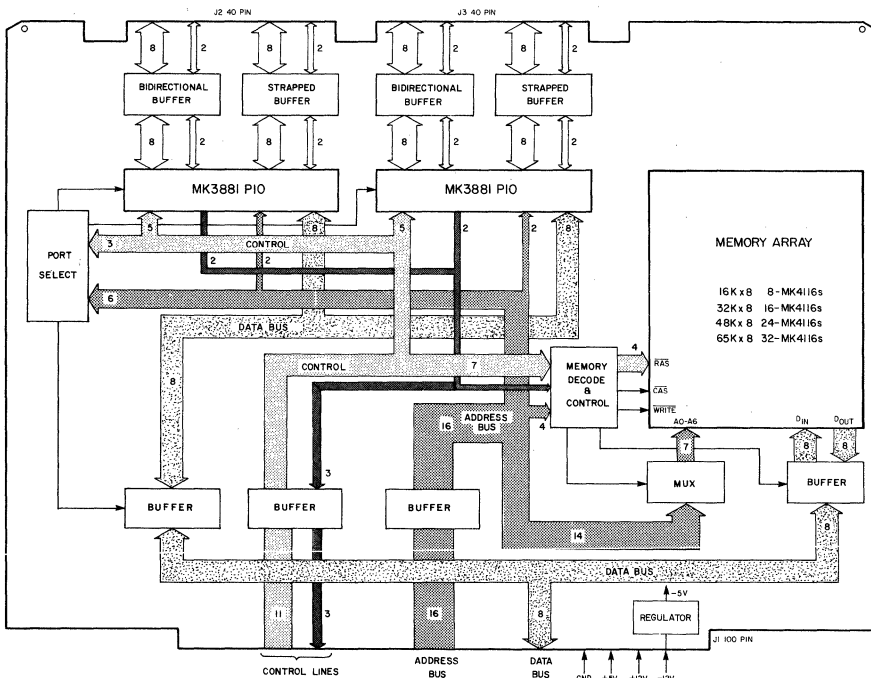 J2 40 PIN
J3 40 PIN
8
2
8
2
8
2
8
2
BIDIRECTIONAL
BUFFER
STRAPPED
BUFFER
BIDIRECTIONAL
BUFFER
STRAPPED
BUFFER
8
2
8
2
8
2
8
2
MK3881 PIO
MK3881 PIO
PORT
SELECT
3
5
CONTROL
8
5
2
2
8
2
2
6
DATA BUS
MEMORY ARRAY
16K x 8 8-MK4116s
32K x 8 16-MK4116s
48K x 8 24-MK4116s
65K x 8 32-MK4116s
8
CONTROL
7
MEMORY
DECODE
&
CONTROL
4
R̅A̅S̅
C̅A̅S̅
W̅R̅I̅T̅E̅
16
ADDRESS
BUS
4
A0-A6
DIN
DOUT
7
8
8
3
BUFFER
BUFFER
BUFFER
MUX
BUFFER
14
8
DATA BUS
-5V
REGULATOR
11
3
16
8
J1 100 PIN
CONTROL LINES
ADDRESS
BUS
DATA
BUS
GND
+5V
+12V
-12V